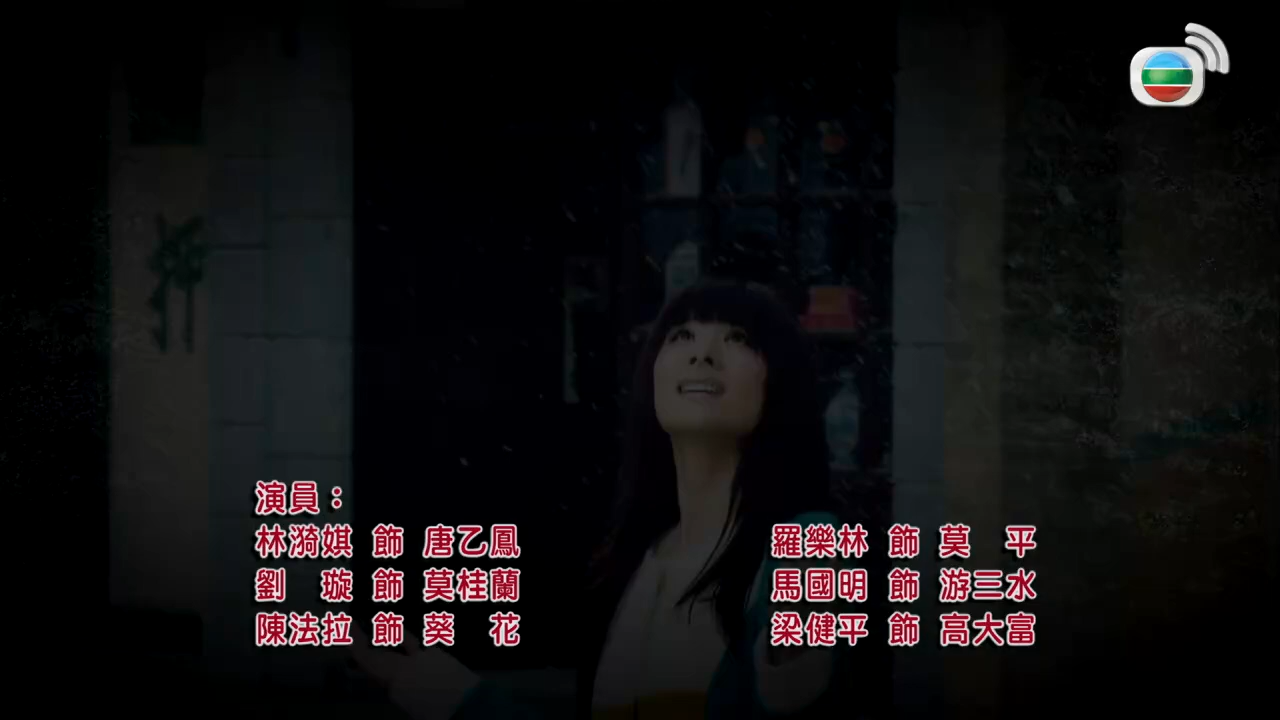 演員：
林漪娸 飾 唐乙鳳 羅樂林 飾 莫 平
劉 璇 飾 莫桂蘭 馬國明 飾 游三水
陳法拉 飾 葵 花 梁健平 飾 高大富